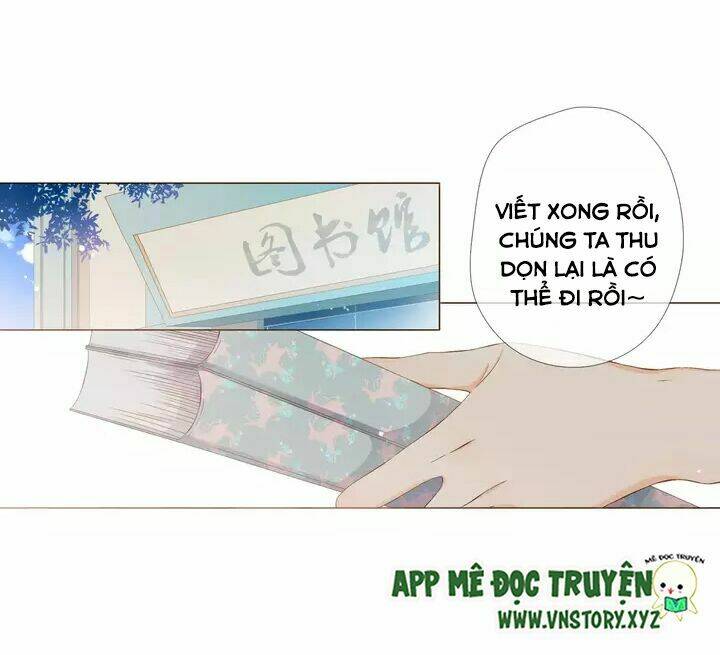 图书馆
VIẾT XONG RỒI,
CHÚNG TA THU
DỌN LẠI LÀ CÓ
THỂ ĐI RỒI~
MÊ ĐỌC TRUYỆN
APP MÊ ĐỌC TRUYỆN
WWW.VNSTORY.XYZ